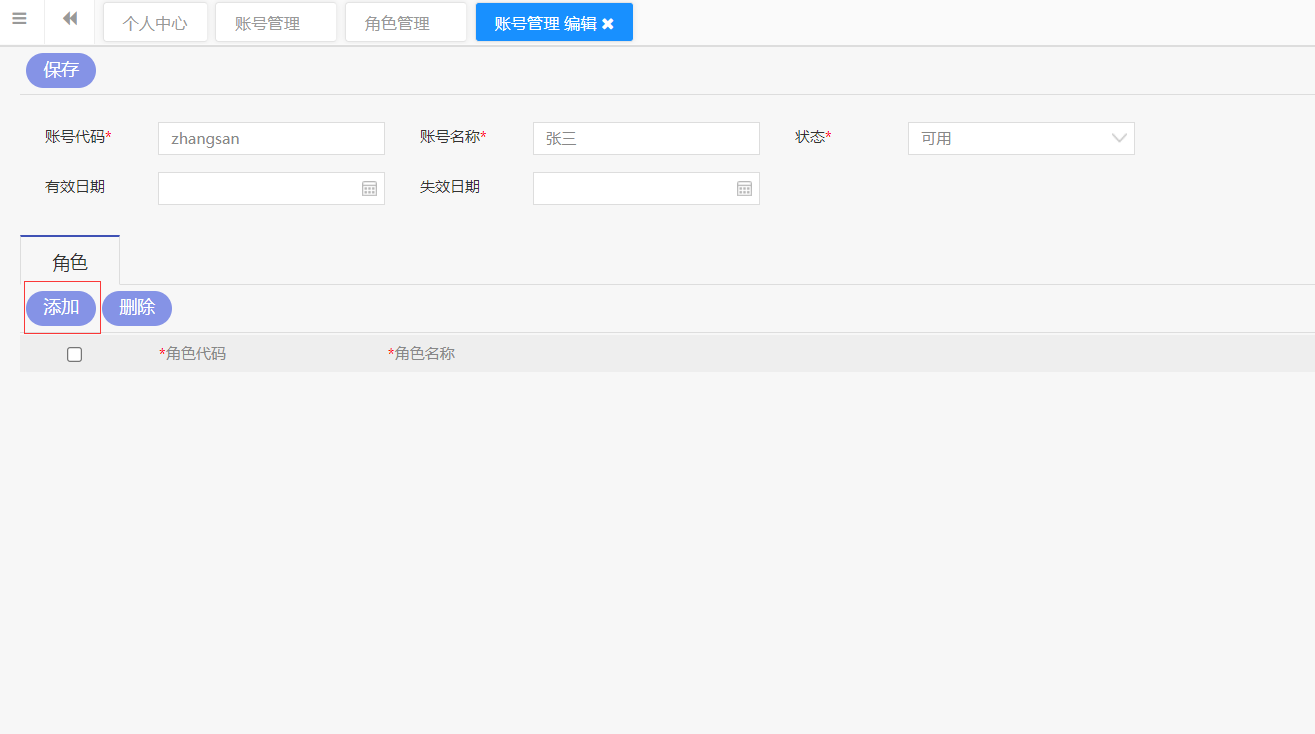 个人中心 账号管理 角色管理 账号管理 编辑
保存
账号代码* zhangsan 账号名称* 张三 状态* 可用
有效日期 失效日期
角色
添加 删除
*角色代码 *角色名称